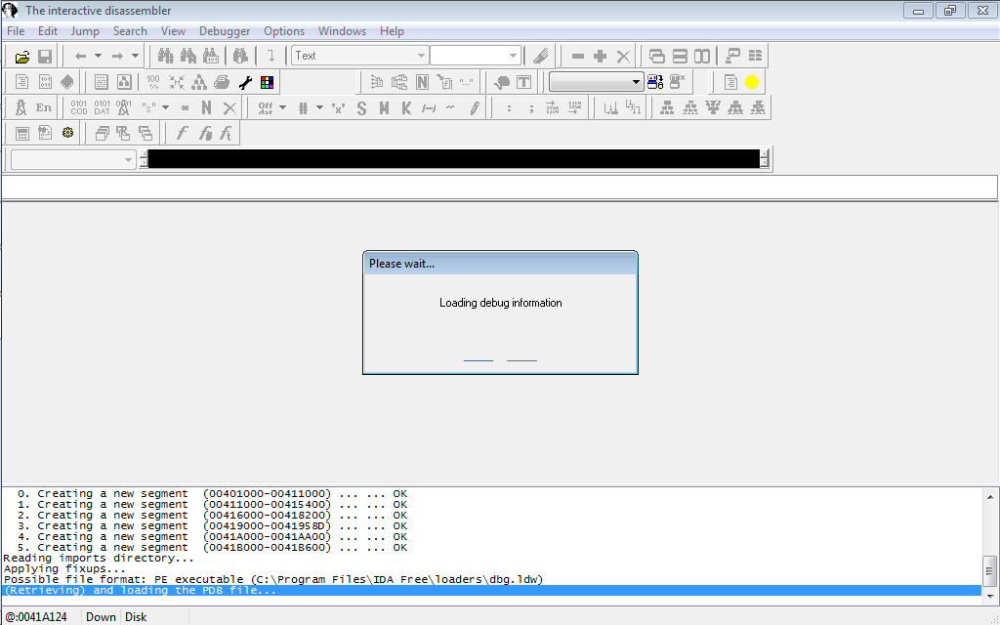 The interactive disassembler
File Edit Jump Search View Debugger Options Windows Help
Text
En
Please wait...
Loading debug information
0. Creating a new segment (00401000-00411000) ... ... OK
1. Creating a new segment (00411000-00415400) ... ... OK
2. Creating a new segment (00416000-00418200) ... ... OK
3. Creating a new segment (00419000-0041958D) ... ... OK
4. Creating a new segment (0041A000-0041AA00) ... ... OK
5. Creating a new segment (0041B000-0041B600) ... ... OK
Reading imports directory...
Applying fixups...
Possible file format: PE executable (C:\Program Files\IDA Free\loaders\dbg.ldw)
(Retrieving) and loading the PDB file...
@:0041A124 Down Disk